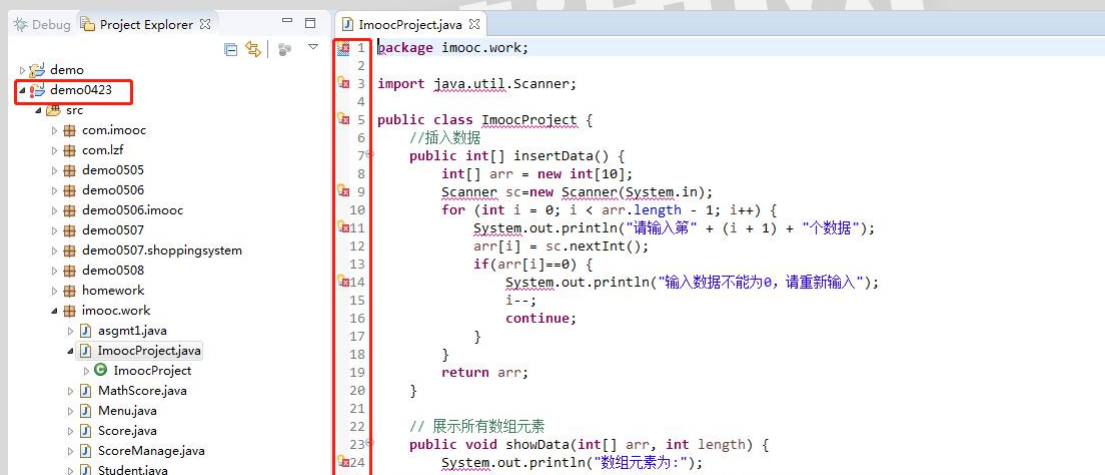 Debug Project Explorer
demo
demo0423
src
com.imooc
com.lzf
demo0505
demo0506
demo0506.imooc
demo0507
demo0507.shoppingsystem
demo0508
homework
imooc.work
asgmt1.java
ImoocProject.java
ImoocProject
MathScore.java
Menu.java
Score.java
ScoreManage.java
Student.java
ImoocProject.java
1 package imooc.work;
2
3 import java.util.Scanner;
4
5 public class ImoocProject {
6 //插入数据
7 public int[] insertData() {
8 int[] arr = new int[10];
9 Scanner sc=new Scanner(System.in);
10 for (int i = 0; i < arr.length - 1; i++) {
11 System.out.println("请输入第" + (i + 1) + "个数据");
12 arr[i] = sc.nextInt();
13 if(arr[i]==0) {
14 System.out.println("输入数据不能为0，请重新输入");
15 i--;
16 continue;
17 }
18 }
19 return arr;
20 }
21
22 // 展示所有数组元素
23 public void showData(int[] arr, int length) {
24 System.out.println("数组元素为:");